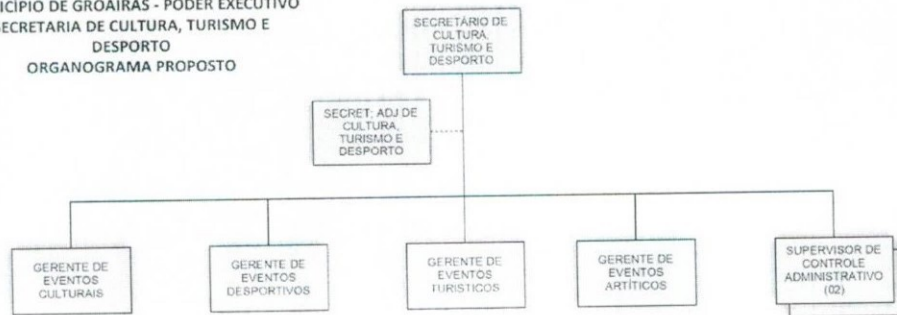 ICÍPIO DE GROAIRAS - PODER EXECUTIVO
SECRETARIA DE CULTURA, TURISMO E
DESPORTO
ORGANOGRAMA PROPOSTO
SECRETÁRIO DE
CULTURA,
TURISMO E
DESPORTO
SECRET; ADJ DE
CULTURA,
TURISMO E
DESPORTO
GERENTE DE
EVENTOS
CULTURAIS
GERENTE DE
EVENTOS
DESPORTIVOS
GERENTE DE
EVENTOS
TURISTICOS
GERENTE DE
EVENTOS
ARTÍTICOS
SUPERVISOR DE
CONTROLE
ADMINISTRATIVO
(02)